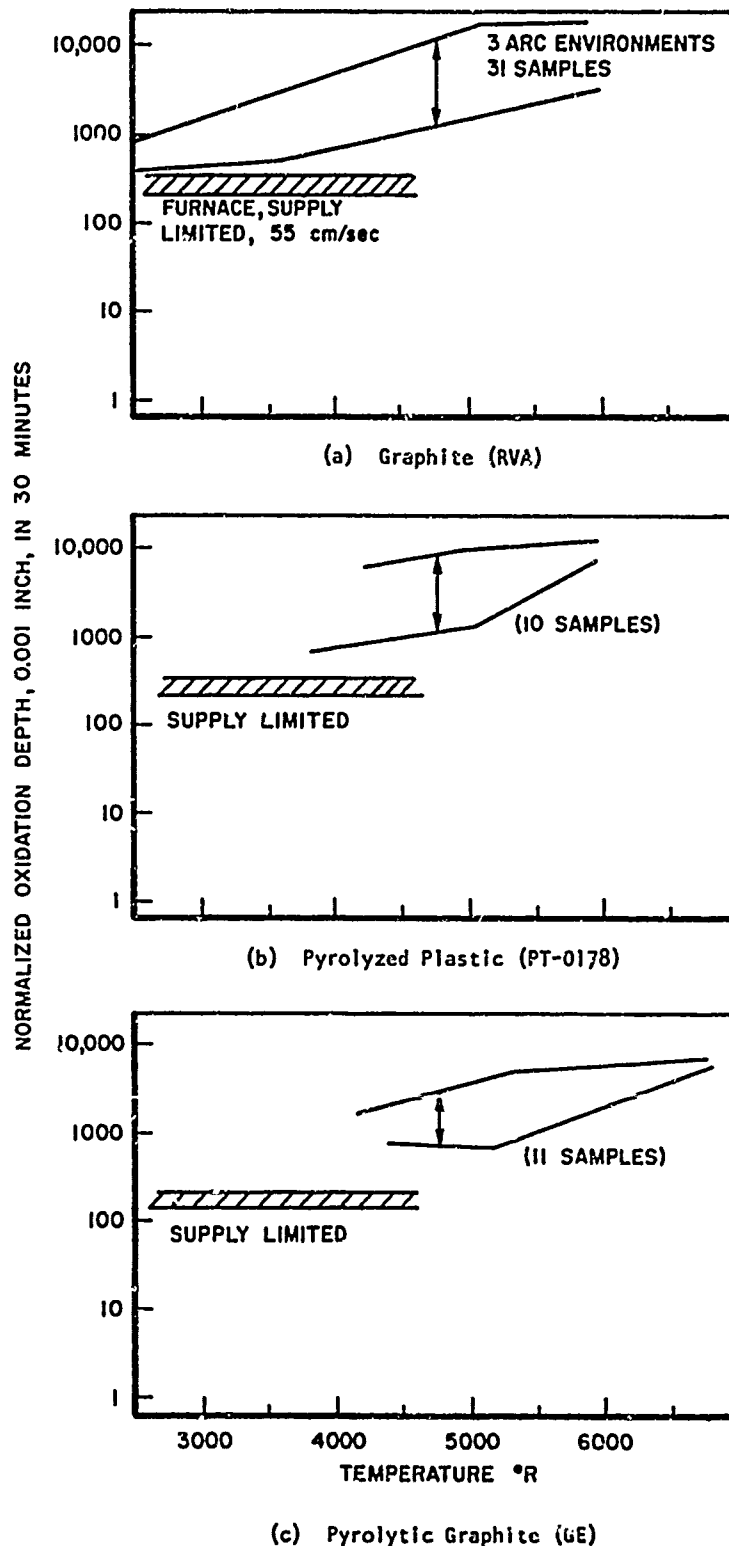 NORMALIZED OXIDATION DEPTH, 0.001 INCH, IN 30 MINUTES
10,000
1000
100
10
1
3 ARC ENVIRONMENTS
31 SAMPLES
FURNACE, SUPPLY
LIMITED, 55 cm/sec
(a) Graphite (RVA)
10,000
1000
100
10
1
(10 SAMPLES)
SUPPLY LIMITED
(b) Pyrolyzed Plastic (PT-0178)
10,000
1000
100
10
1
(11 SAMPLES)
SUPPLY LIMITED
3000 4000 5000 6000
TEMPERATURE °R
(c) Pyrolytic Graphite (GE)